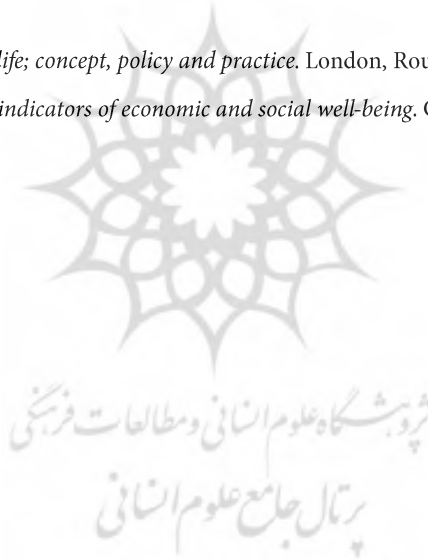 life; concept, policy and practice. London, Rou
indicators of economic and social well-being.
پژوهشگاه علوم انسانی و مطالعات فرهنگی
پرتال جامع علوم انسانی